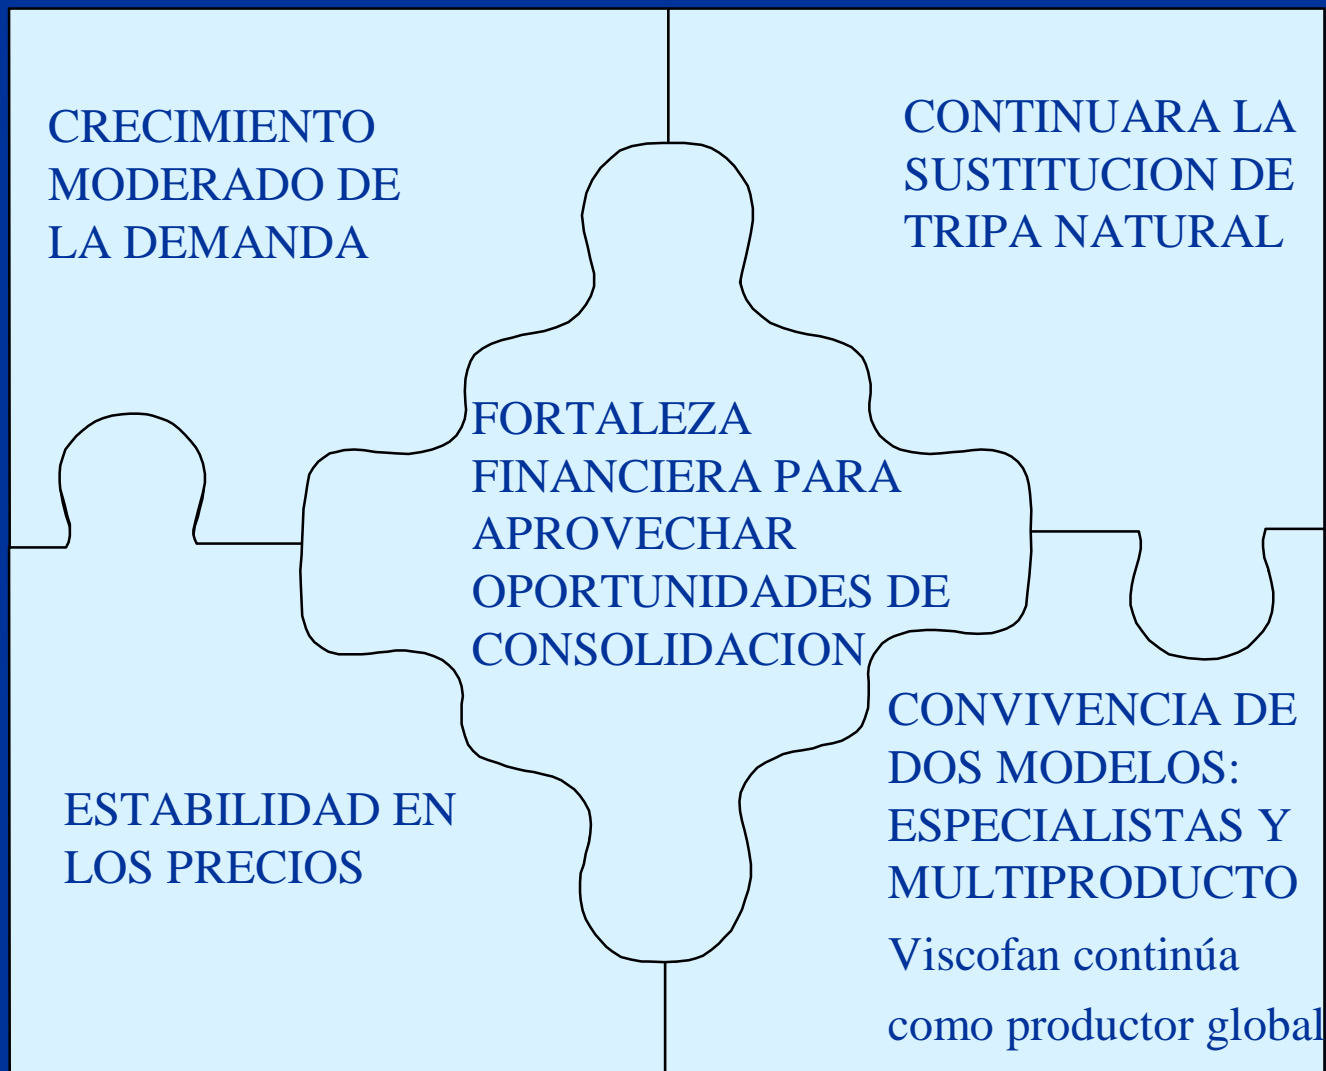 CRECIMIENTO
MODERADO DE
LA DEMANDA
CONTINUARA LA
SUSTITUCION DE
TRIPA NATURAL
FORTALEZA
FINANCIERA PARA
APROVECHAR
OPORTUNIDADES DE
CONSOLIDACION
ESTABILIDAD EN
LOS PRECIOS
CONVIVENCIA DE
DOS MODELOS:
ESPECIALISTAS Y
MULTIPRODUCTO
Viscofan continúa
como productor global